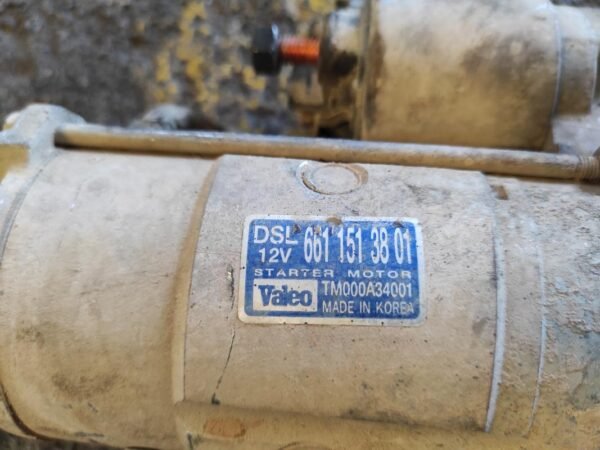 DSL 661 151 38 01
12V
STARTER MOTOR
Valeo TM000A34001
MADE IN KOREA